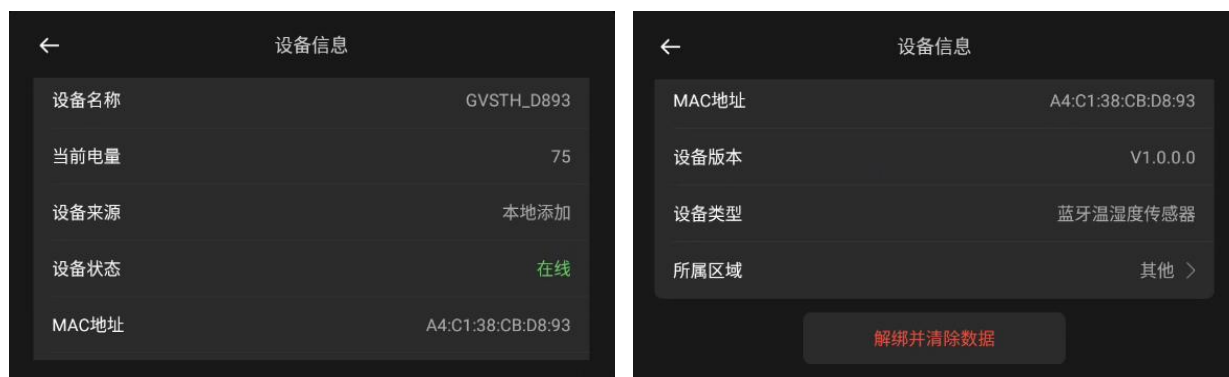 设备信息
设备名称 GVSTH_D893
当前电量 75
设备来源 本地添加
设备状态 在线
MAC地址 A4:C1:38:CB:D8:93
设备信息
MAC地址 A4:C1:38:CB:D8:93
设备版本 V1.0.0.0
设备类型 蓝牙温湿度传感器
所属区域 其他
解绑并清除数据